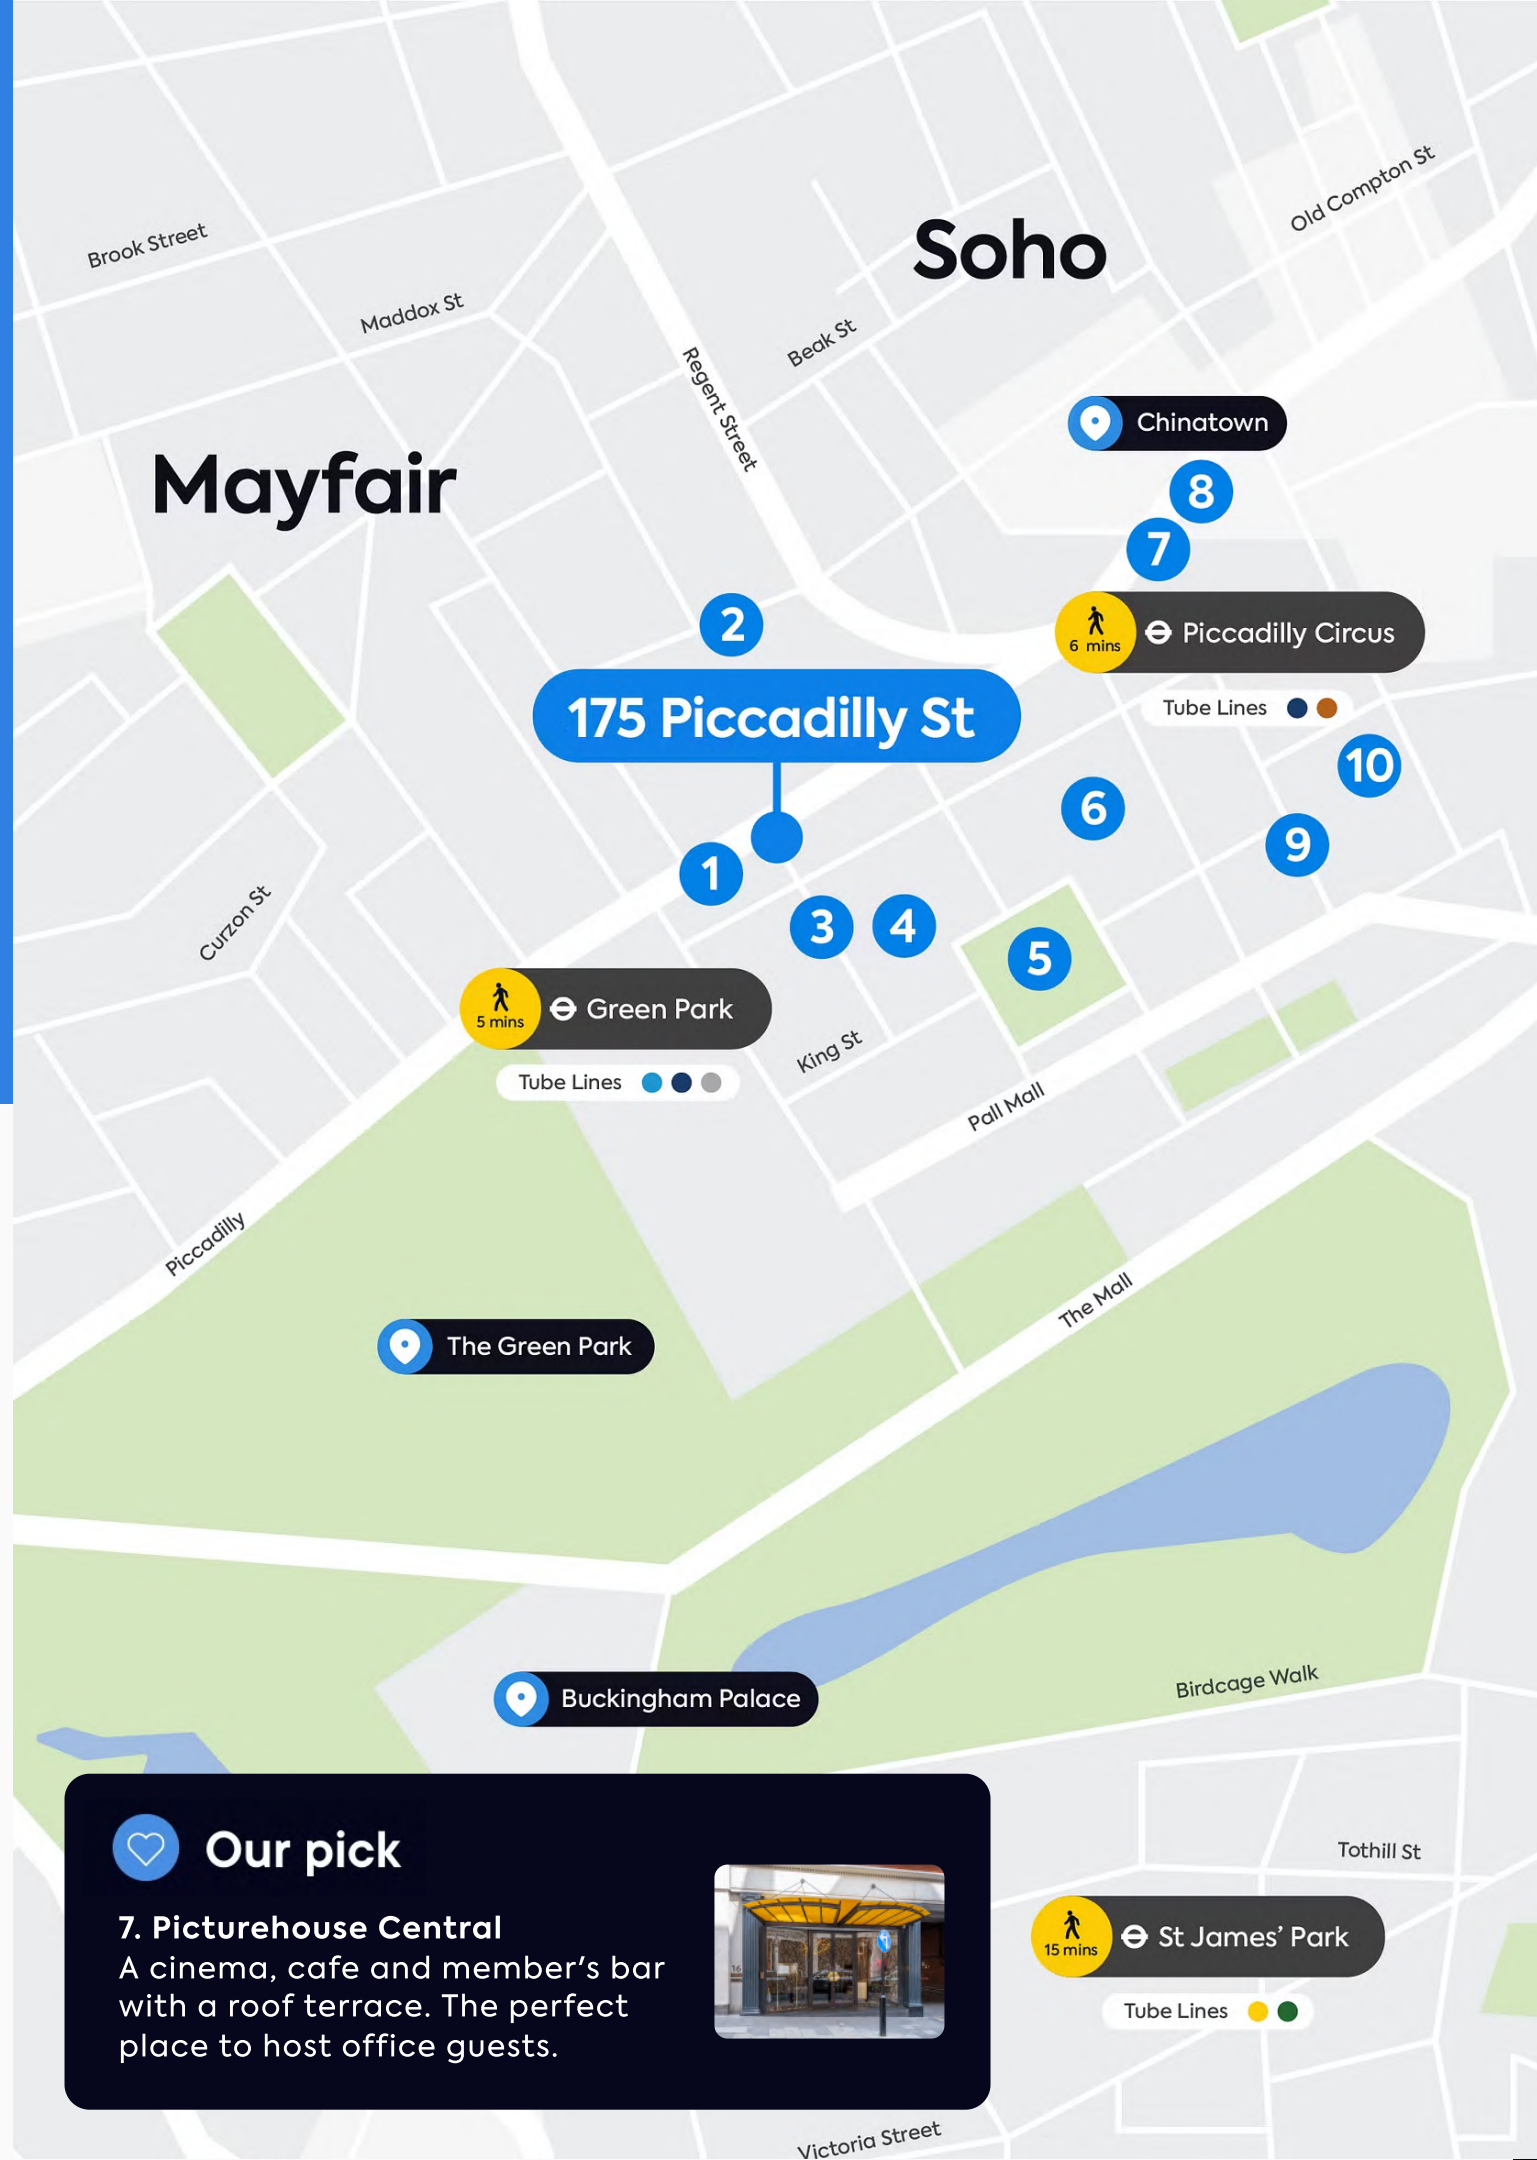 Old Compton St
Soho
Brook Street
Maddox St
Beak St
Regent Street
Chinatown
Mayfair
8
7
2
6 mins
Piccadilly Circus
175 Piccadilly St
Tube Lines
10
6
9
1
3
4
5
Curzon St
5 mins
Green Park
King St
Tube Lines
Pall Mall
Piccadilly
The Mall
The Green Park
Birdcage Walk
Buckingham Palace
Our pick
Tothill St
7. Picturehouse Central
A cinema, cafe and member's bar
with a roof terrace. The perfect
place to host office guests.
16
15 mins
St James’ Park
Tube Lines
Victoria Street